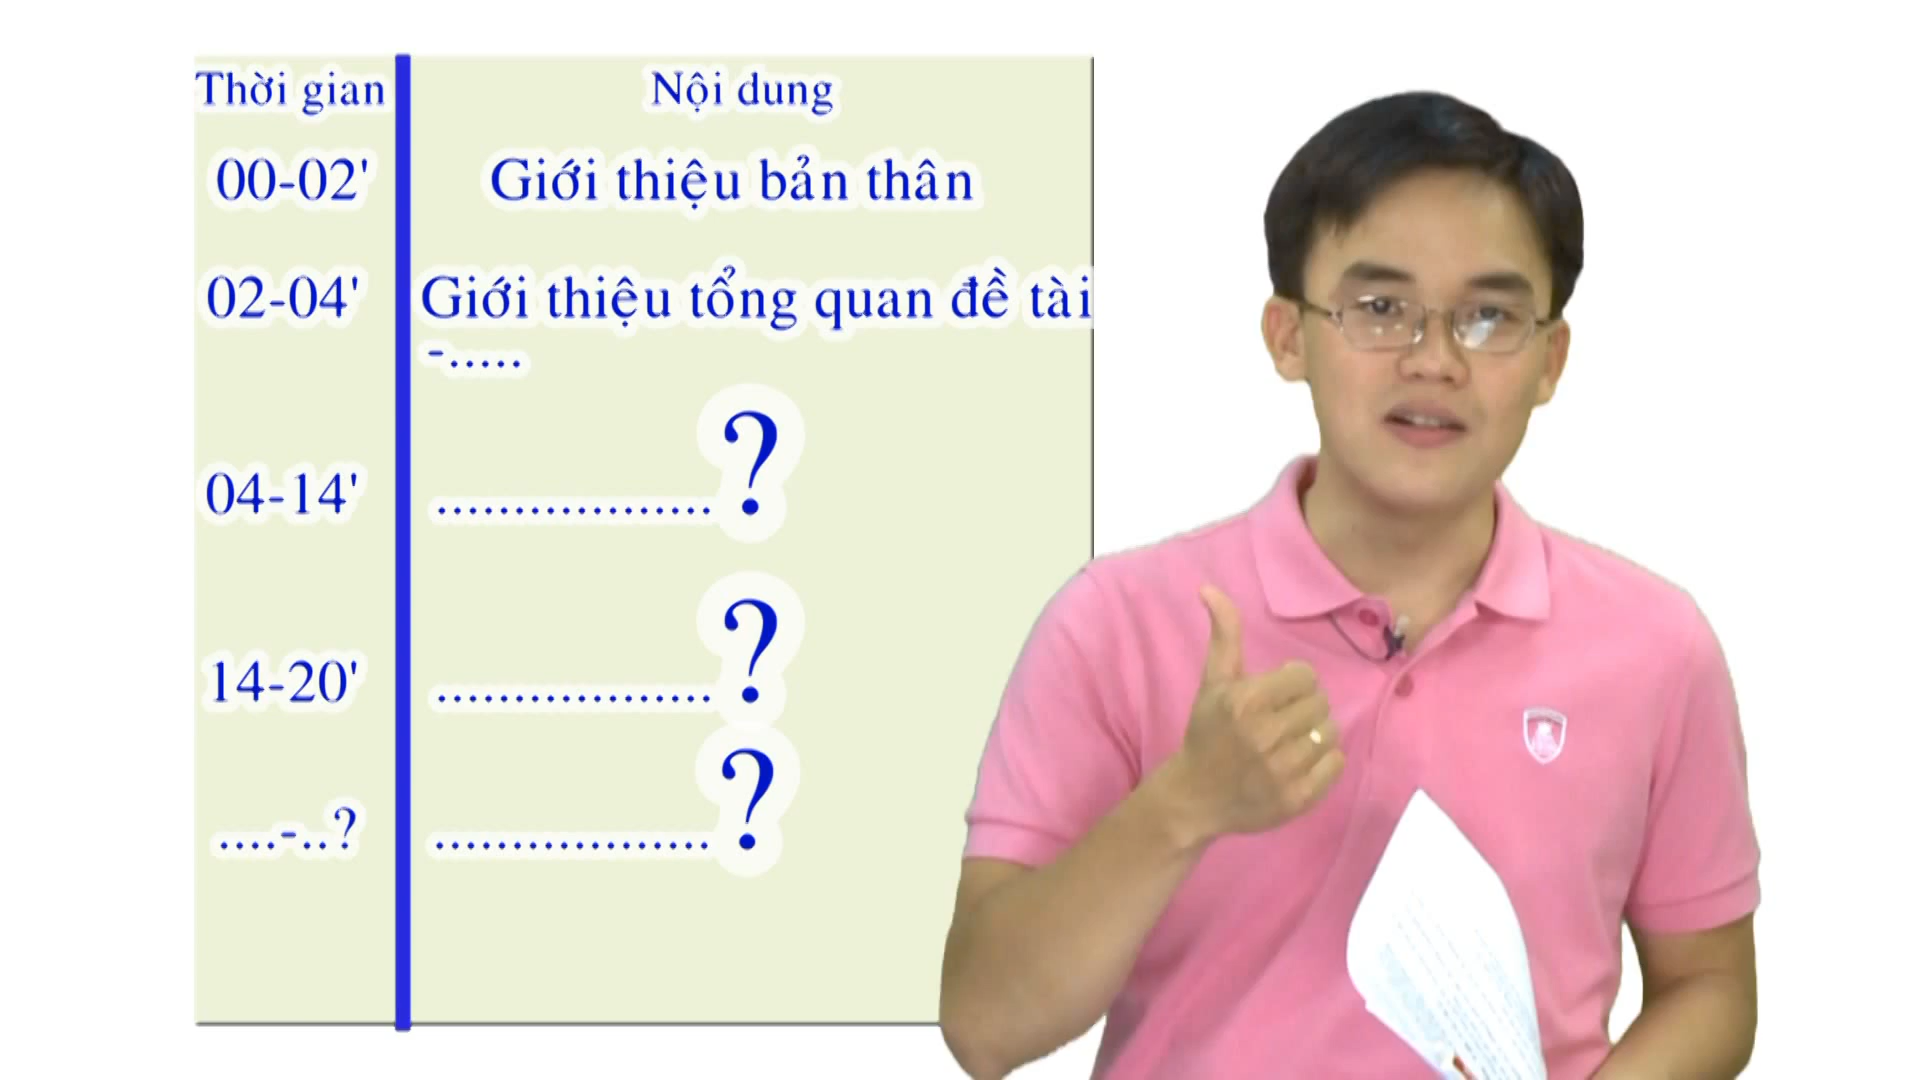 Thời gian Nội dung
00-02' Giới thiệu bản thân
02-04' Giới thiệu tổng quan đề tài
-.....
04-14' ..................?
14-20' ..................?
....-..? ..................?